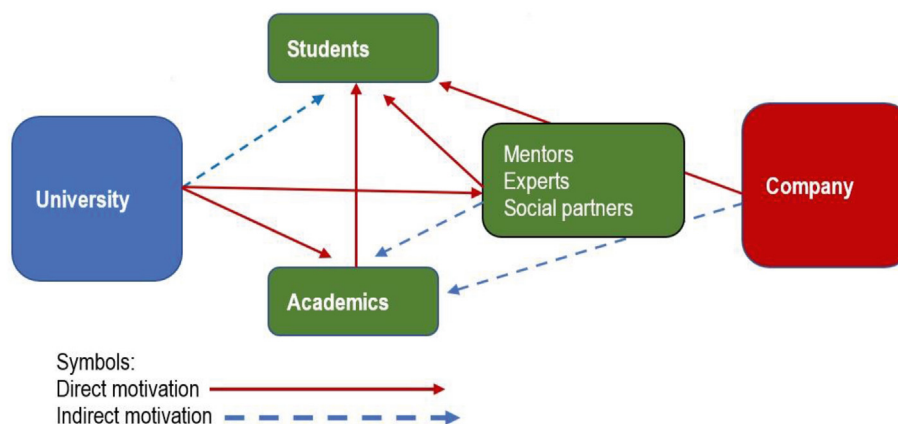 Students
University
Mentors
Experts
Social partners
Company
Academics
Symbols:
Direct motivation
Indirect motivation